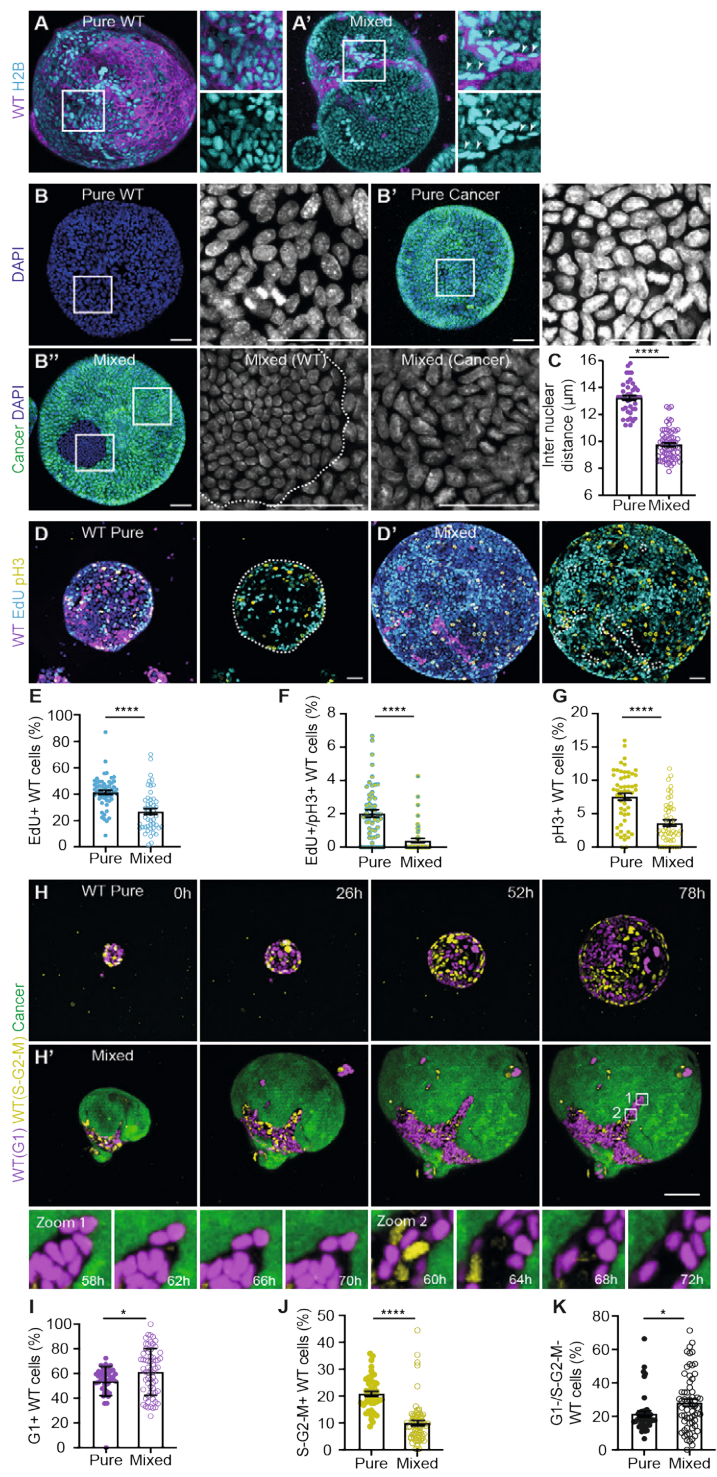 A Pure WT
A' Mixed
WT H2B
B Pure WT
B' Pure Cancer
DAPI
B'' Mixed
Mixed (WT)
Mixed (Cancer)
Cancer DAPI
C
****
16
14
12
10
8
6
Inter nuclear
distance (µm)
Pure Mixed
D WT Pure
D' Mixed
WT EdU pH3
E
****
100
80
60
40
20
0
EdU+ WT cells (%)
Pure Mixed
F
****
8
6
4
2
0
EdU+/pH3+ WT cells (%)
Pure Mixed
G
****
20
15
10
5
0
pH3+ WT cells (%)
Pure Mixed
H WT Pure 0h
26h
52h
78h
H' Mixed
1
2
WT(G1) WT(S-G2-M) Cancer
Zoom 1
58h
62h
66h
70h
Zoom 2
60h
64h
68h
72h
I
*
100
80
60
40
20
0
G1+ WT cells (%)
Pure Mixed
J
****
50
40
30
20
10
0
S-G2-M+ WT cells (%)
Pure Mixed
K
*
80
60
40
20
0
G1-/S-G2-M-
WT cells (%)
Pure Mixed